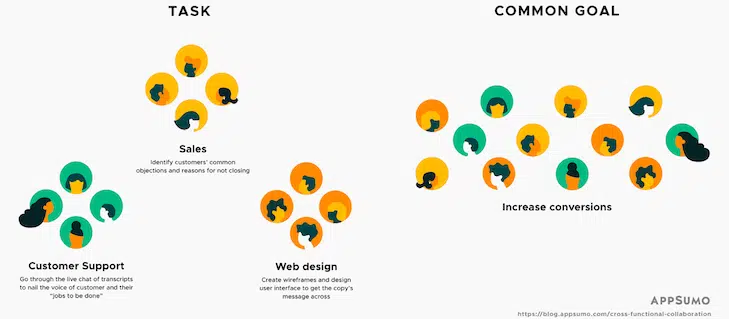 TASK
COMMON GOAL
Sales
Identify customers' common
objections and reasons for not closing
Customer Support
Go through the live chat of transcripts
to nail the voice of customer and their
"jobs to be done"
Web design
Create wireframes and design
user interface to get the copy's
message across
Increase conversions
APPSUMO
https://blog.appsumo.com/cross-functional-collaboration